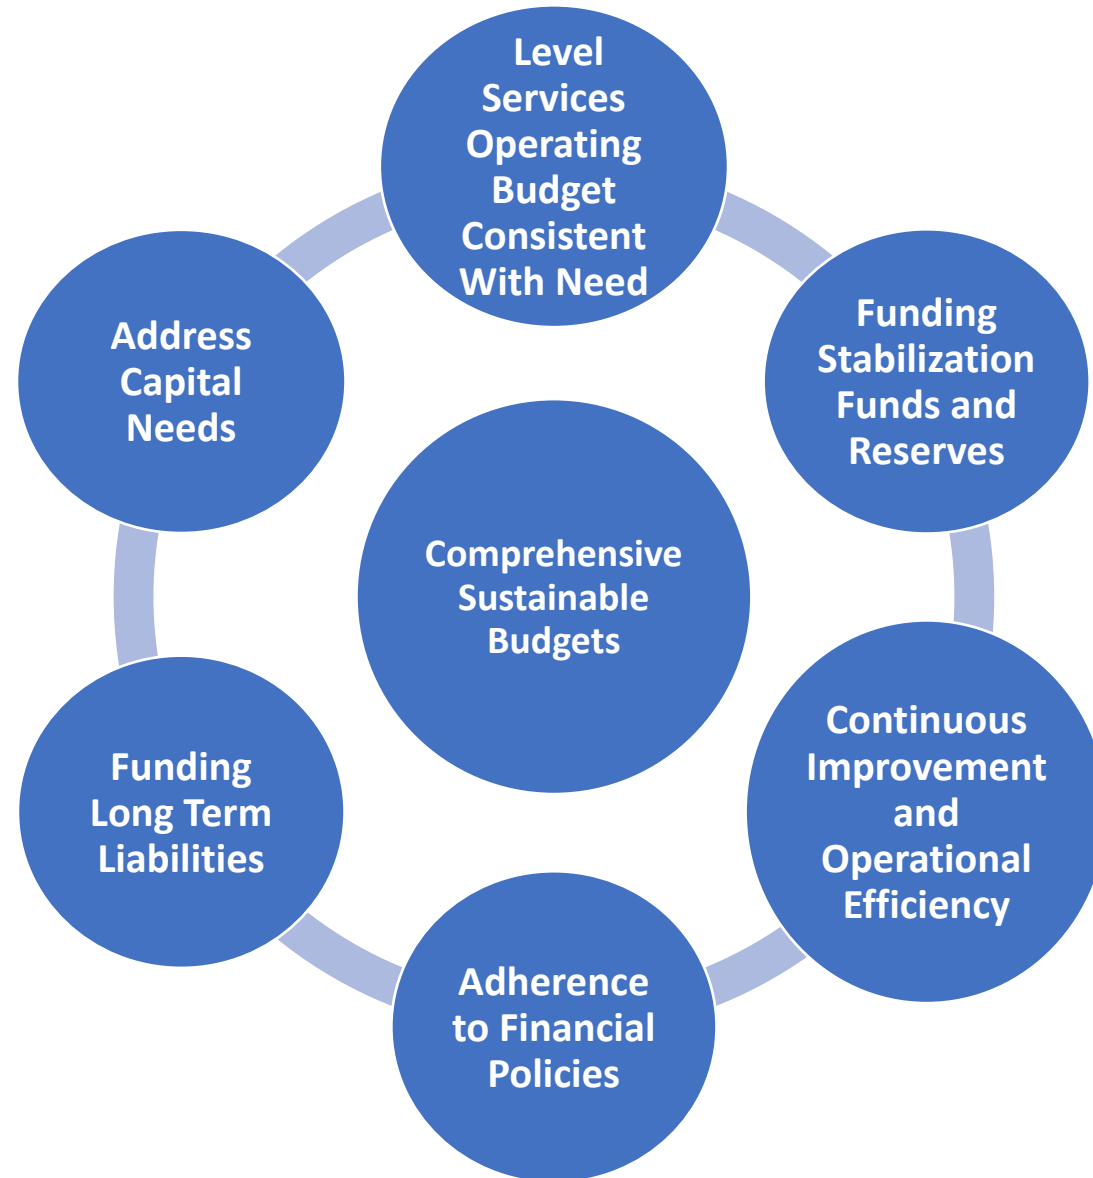 Level
Services
Operating
Budget
Consistent
With Need
Funding
Stabilization
Funds and
Reserves
Continuous
Improvement
and
Operational
Efficiency
Adherence
to Financial
Policies
Funding
Long Term
Liabilities
Address
Capital
Needs
Comprehensive
Sustainable
Budgets